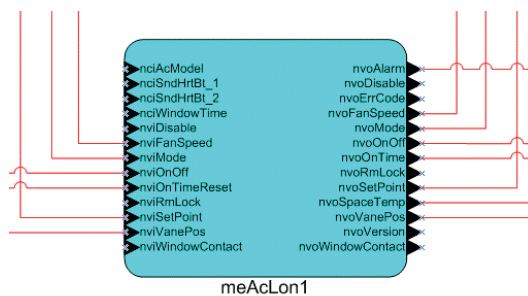 nciAcModel
nciSndHrtBt_1
nciSndHrtBt_2
nciWindowTime
nviDisable
nviFanSpeed
nviMode
nviOnOff
nviOnTimeReset
nviRmLock
nviSetPoint
nviVanePos
nviWindowContact
nvoAlarm
nvoDisable
nvoErrCode
nvoFanSpeed
nvoMode
nvoOnOff
nvoOnTime
nvoRmLock
nvoSetPoint
nvoSpaceTemp
nvoVanePos
nvoVersion
nvoWindowContact
meAcLon1